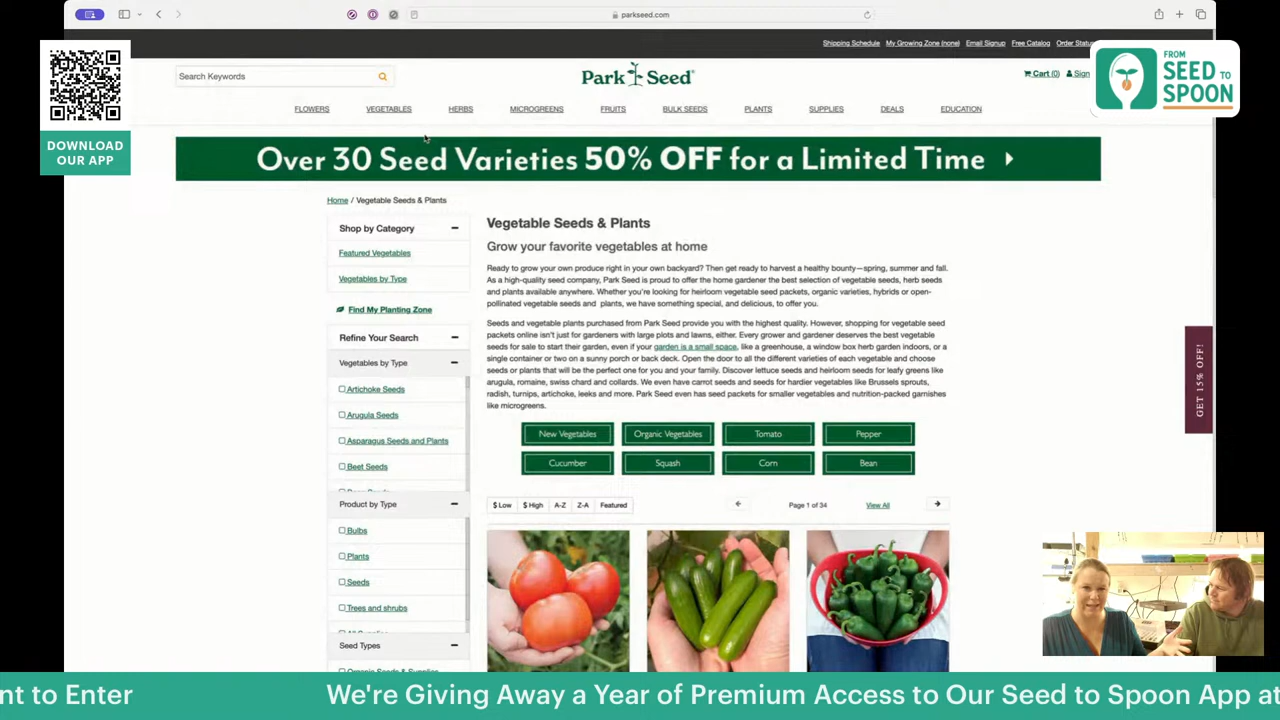 parkseed.com
Shipping Schedule My Growing Zone (none) Email Signup Free Catalog Order Status
Search Keywords
Park Seed
Cart (0) Sign
FROM
SEED
TO
SPOON
DOWNLOAD
OUR APP
FLOWERS VEGETABLES HERBS MICROGREENS FRUITS BULK SEEDS PLANTS SUPPLIES DEALS EDUCATION
Over 30 Seed Varieties 50% OFF for a Limited Time
Home / Vegetable Seeds & Plants
Shop by Category
Featured Vegetables
Vegetables by Type
Find My Planting Zone
Refine Your Search
Vegetables by Type
Artichoke Seeds
Arugula Seeds
Asparagus Seeds and Plants
Beet Seeds
Product by Type
Bulbs
Plants
Seeds
Trees and shrubs
Seed Types
Organic Seeds & Supplies
Vegetable Seeds & Plants
Grow your favorite vegetables at home
Ready to grow your own produce right in your own backyard? Then get ready to harvest a healthy bounty—spring, summer and fall.
As a high-quality seed company, Park Seed is proud to offer the home gardener the best selection of vegetable seeds, herb seeds
and plants available anywhere. Whether you're looking for heirloom vegetable seed packets, organic varieties, hybrids or open-
pollinated vegetable seeds and plants, we have something special, and delicious, to offer you.
Seeds and vegetable plants purchased from Park Seed provide you with the highest quality. However, shopping for vegetable seed
packets online isn't just for gardeners with large plots and lawns, either. Every grower and gardener deserves the best vegetable
seeds for sale to start their garden, even if your garden is a small space, like a greenhouse, a window box herb garden indoors, or a
single container or two on a sunny porch or back deck. Open the door to all the different varieties of each vegetable and choose
seeds or plants that will be the perfect one for you and your family. Discover lettuce seeds and heirloom seeds for leafy greens like
arugula, romaine, swiss chard and collards. We even have carrot seeds and seeds for hardier vegetables like Brussels sprouts,
radish, turnips, artichoke, leeks and more. Park Seed even has seed packets for smaller vegetables and nutrition-packed garnishes
like microgreens.
New Vegetables Organic Vegetables Tomato Pepper
Cucumber Squash Corn Bean
$ Low $ High A-Z Z-A Featured Page 1 of 34 View All
GET 15% OFF!
nt to Enter We're Giving Away a Year of Premium Access to Our Seed to Spoon App at